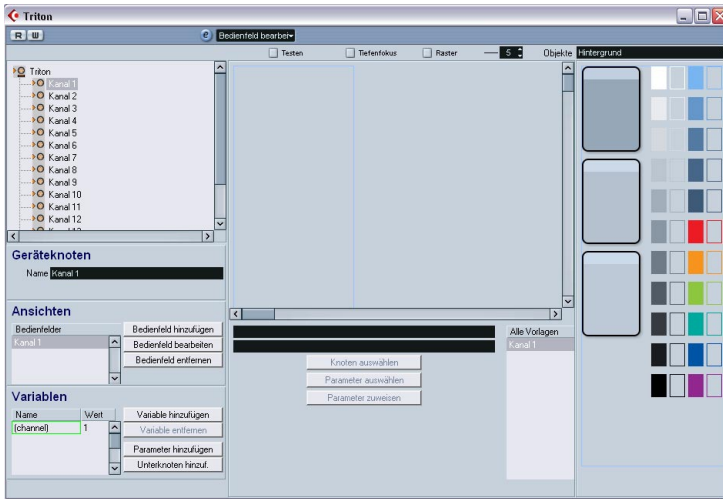 Triton
R W e Bedienfeld bearbei
Testen Tiefenfokus Raster 5 Objekte Hintergrund
Triton
Kanal 1
Kanal 2
Kanal 3
Kanal 4
Kanal 5
Kanal 6
Kanal 7
Kanal 8
Kanal 9
Kanal 10
Kanal 11
Kanal 12
Geräteknoten
Name Kanal 1
Ansichten
Bedienfelder
Kanal 1
Bedienfeld hinzufügen
Bedienfeld bearbeiten
Bedienfeld entfernen
Variablen
Name Wert
(channel) 1
Variable hinzufügen
Variable entfernen
Parameter hinzufügen
Unterknoten hinzuf.
Knoten auswählen
Parameter auswählen
Parameter zuweisen
Alle Vorlagen
Kanal 1